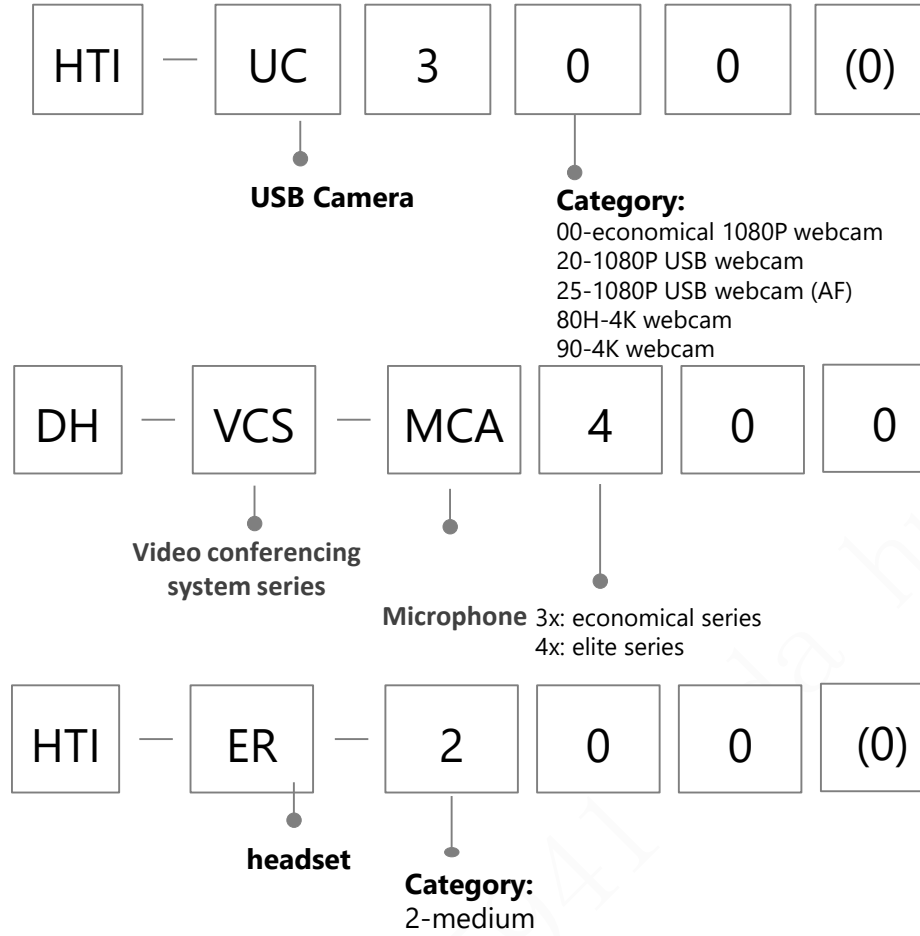 HTI — UC 3 0 0 (0)
USB Camera
Category:
00-economical 1080P webcam
20-1080P USB webcam
25-1080P USB webcam (AF)
80H-4K webcam
90-4K webcam
DH — VCS — MCA 4 0 0
Video conferencing
system series
Microphone
3x: economical series
4x: elite series
HTI — ER — 2 0 0 (0)
headset
Category:
2-medium